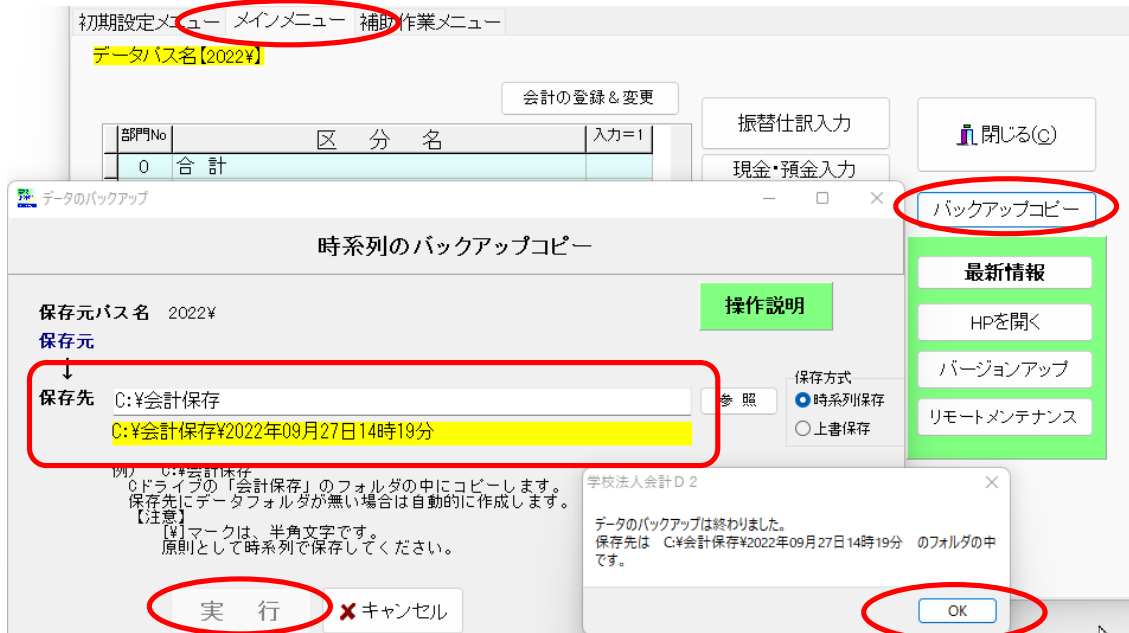 初期設定メニュー メインメニュー 補助作業メニュー
データパス名【2022¥】
会計の登録＆変更
部門No 区 分 名 入力=1
0 合 計
振替仕訳入力
現金・預金入力
閉じる(C)
バックアップコピー
最新情報
HPを開く
バージョンアップ
リモートメンテナンス
データのバックアップ
時系列のバックアップコピー
保存元パス名 2022¥
操作説明
保存元
↓
保存先 C:¥会計保存
参 照
C:¥会計保存¥2022年09月27日14時19分
保存方式
時系列保存
上書保存
例） C:¥会計保存
Cドライブの「会計保存」のフォルダの中にコピーします。
保存先にデータフォルダが無い場合は自動的に作成します。
【注意】
[¥]マークは、半角文字です。
原則として時系列で保存してください。
実 行
キャンセル
学校法人会計Ｄ２
データのバックアップは終わりました。
保存先は C:¥会計保存¥2022年09月27日14時19分 のフォルダの中
です。
OK